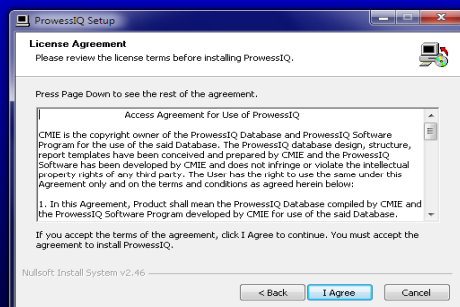 ProwessIQ Setup
License Agreement
Please review the license terms before installing ProwessIQ.
Press Page Down to see the rest of the agreement.
Access Agreement for Use of ProwessIQ
CMIE is the copyright owner of the ProwessIQ Database and ProwessIQ Software
Program for the use of the said Database. The ProwessIQ database design, structure,
report templates have been conceived and prepared by CMIE and the ProwessIQ
Software has been developed by CMIE and does not infringe or violate the intellectual
property rights of any third party. The User has the right to use the same under this
Agreement only and on the terms and conditions as agreed herein below:
1. In this Agreement, Product shall mean the ProwessIQ Database compiled by CMIE and
the ProwessIQ Software Program developed by CMIE for use of the said Database.
If you accept the terms of the agreement, click I Agree to continue. You must accept the
agreement to install ProwessIQ.
Nullsoft Install System v2.46
< Back I Agree Cancel